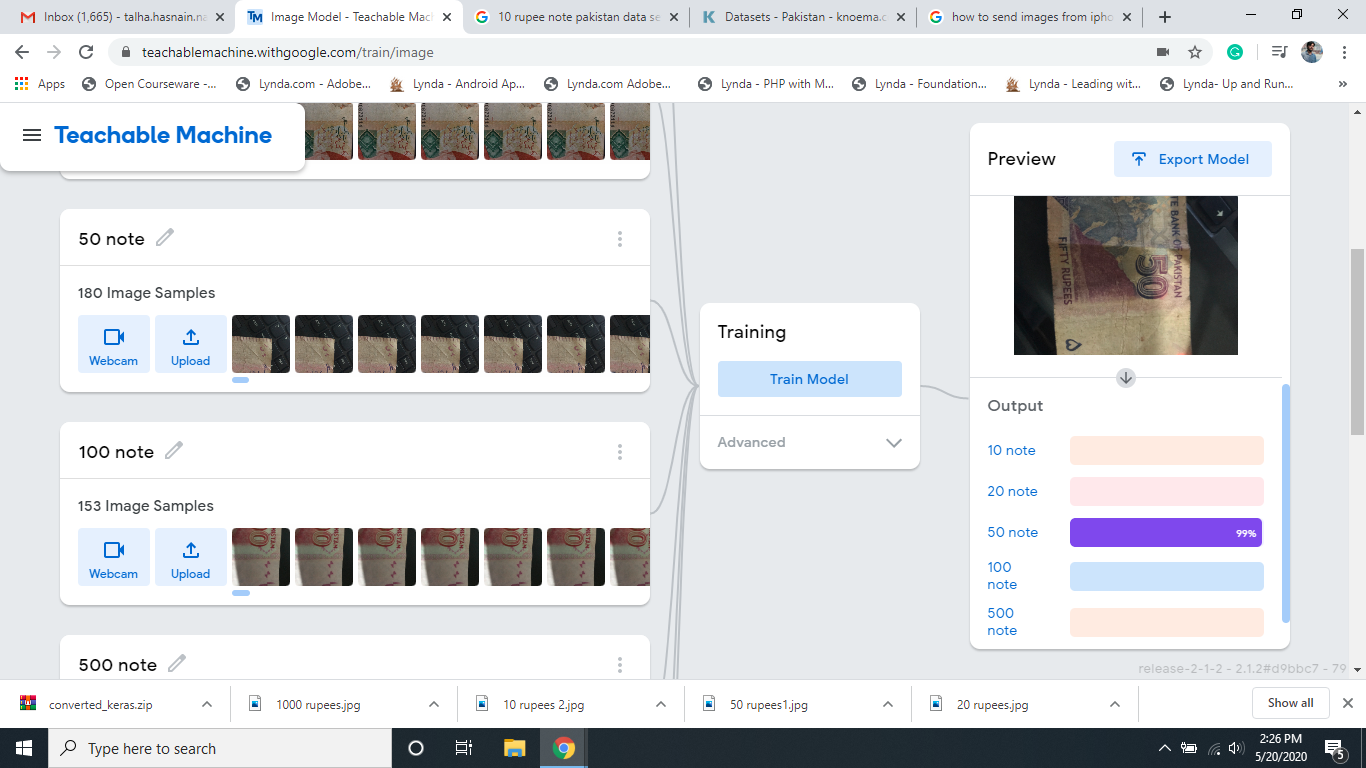 Inbox (1,665) - talha.hasnain.na
Image Model - Teachable Mac
10 rupee note pakistan data se
Datasets - Pakistan - knoema.c
how to send images from ipho
teachablemachine.withgoogle.com/train/image
Apps
Open Courseware -...
Lynda.com - Adobe...
Lynda - Android Ap...
Lynda.com Adobe...
Lynda - PHP with M...
Lynda - Foundation...
Lynda - Leading wit...
Lynda- Up and Run...
Teachable Machine
50 note
180 Image Samples
Webcam
Upload
100 note
153 Image Samples
Webcam
Upload
500 note
Training
Train Model
Advanced
Preview
Export Model
TE BANK OF PAKISTAN
50
FIFTY RUPEES
Output
10 note
20 note
50 note
99%
100
note
500
note
release-2-1-2 - 2.1.2#d9bbc7 - 79
converted_keras.zip
1000 rupees.jpg
10 rupees 2.jpg
50 rupees1.jpg
20 rupees.jpg
Show all
Type here to search
2:26 PM
5/20/2020
5